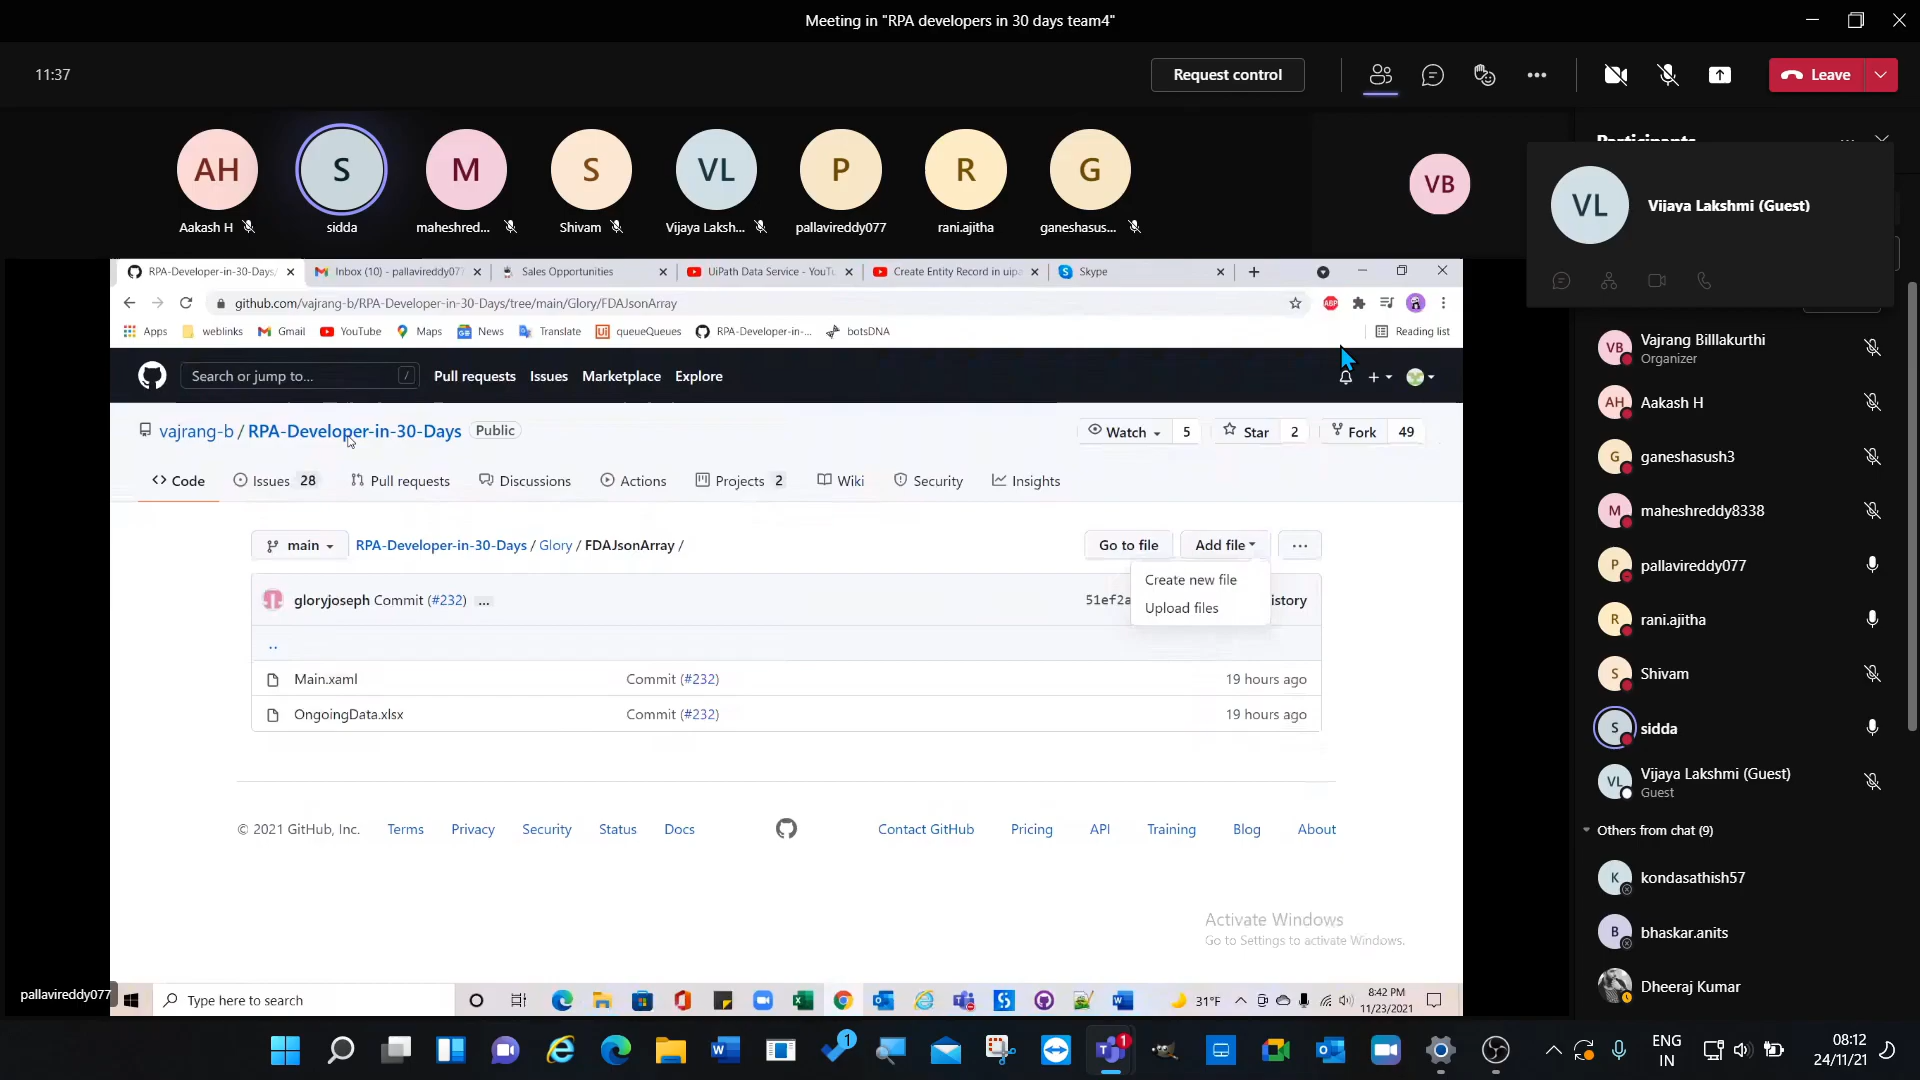 Meeting in "RPA developers in 30 days team4"
11:37
Request control
Leave
AH
S
M
S
VL
P
R
G
VB
Aakash H
sidda
maheshred...
Shivam
Vijaya Laksh...
pallavireddy077
rani.ajitha
ganeshasus...
Participants
VL
Vijaya Lakshmi (Guest)
RPA-Developer-in-30-Days/
Inbox (10) - pallavireddy077
Sales Opportunities
UiPath Data Service - YouTu
Create Entity Record in uipa
Skype
github.com/vajrang-b/RPA-Developer-in-30-Days/tree/main/Glory/FDAJsonArray
ABP
Apps
weblinks
Gmail
YouTube
Maps
News
Translate
queueQueues
RPA-Developer-in-...
botsDNA
Reading list
Search or jump to...
/
Pull requests
Issues
Marketplace
Explore
vajrang-b / RPA-Developer-in-30-Days
Public
Watch
5
Star
2
Fork
49
Code
Issues 28
Pull requests
Discussions
Actions
Projects 2
Wiki
Security
Insights
main
RPA-Developer-in-30-Days / Glory / FDAJsonArray /
Go to file
Add file
...
Create new file
Upload files
gloryjoseph Commit (#232) ...
51ef2a
istory
..
Main.xaml
Commit (#232)
19 hours ago
OngoingData.xlsx
Commit (#232)
19 hours ago
© 2021 GitHub, Inc.
Terms
Privacy
Security
Status
Docs
Contact GitHub
Pricing
API
Training
Blog
About
Activate Windows
Go to Settings to activate Windows.
pallavireddy077
Type here to search
31°F
8:42 PM
11/23/2021
VB
Vajrang Billlakurthi
Organizer
AH
Aakash H
G
ganeshasush3
M
maheshreddy8338
P
pallavireddy077
R
rani.ajitha
S
Shivam
S
sidda
VL
Vijaya Lakshmi (Guest)
Guest
Others from chat (9)
K
kondasathish57
B
bhaskar.anits
Dheeraj Kumar
1
1
ENG
IN
08:12
24/11/21